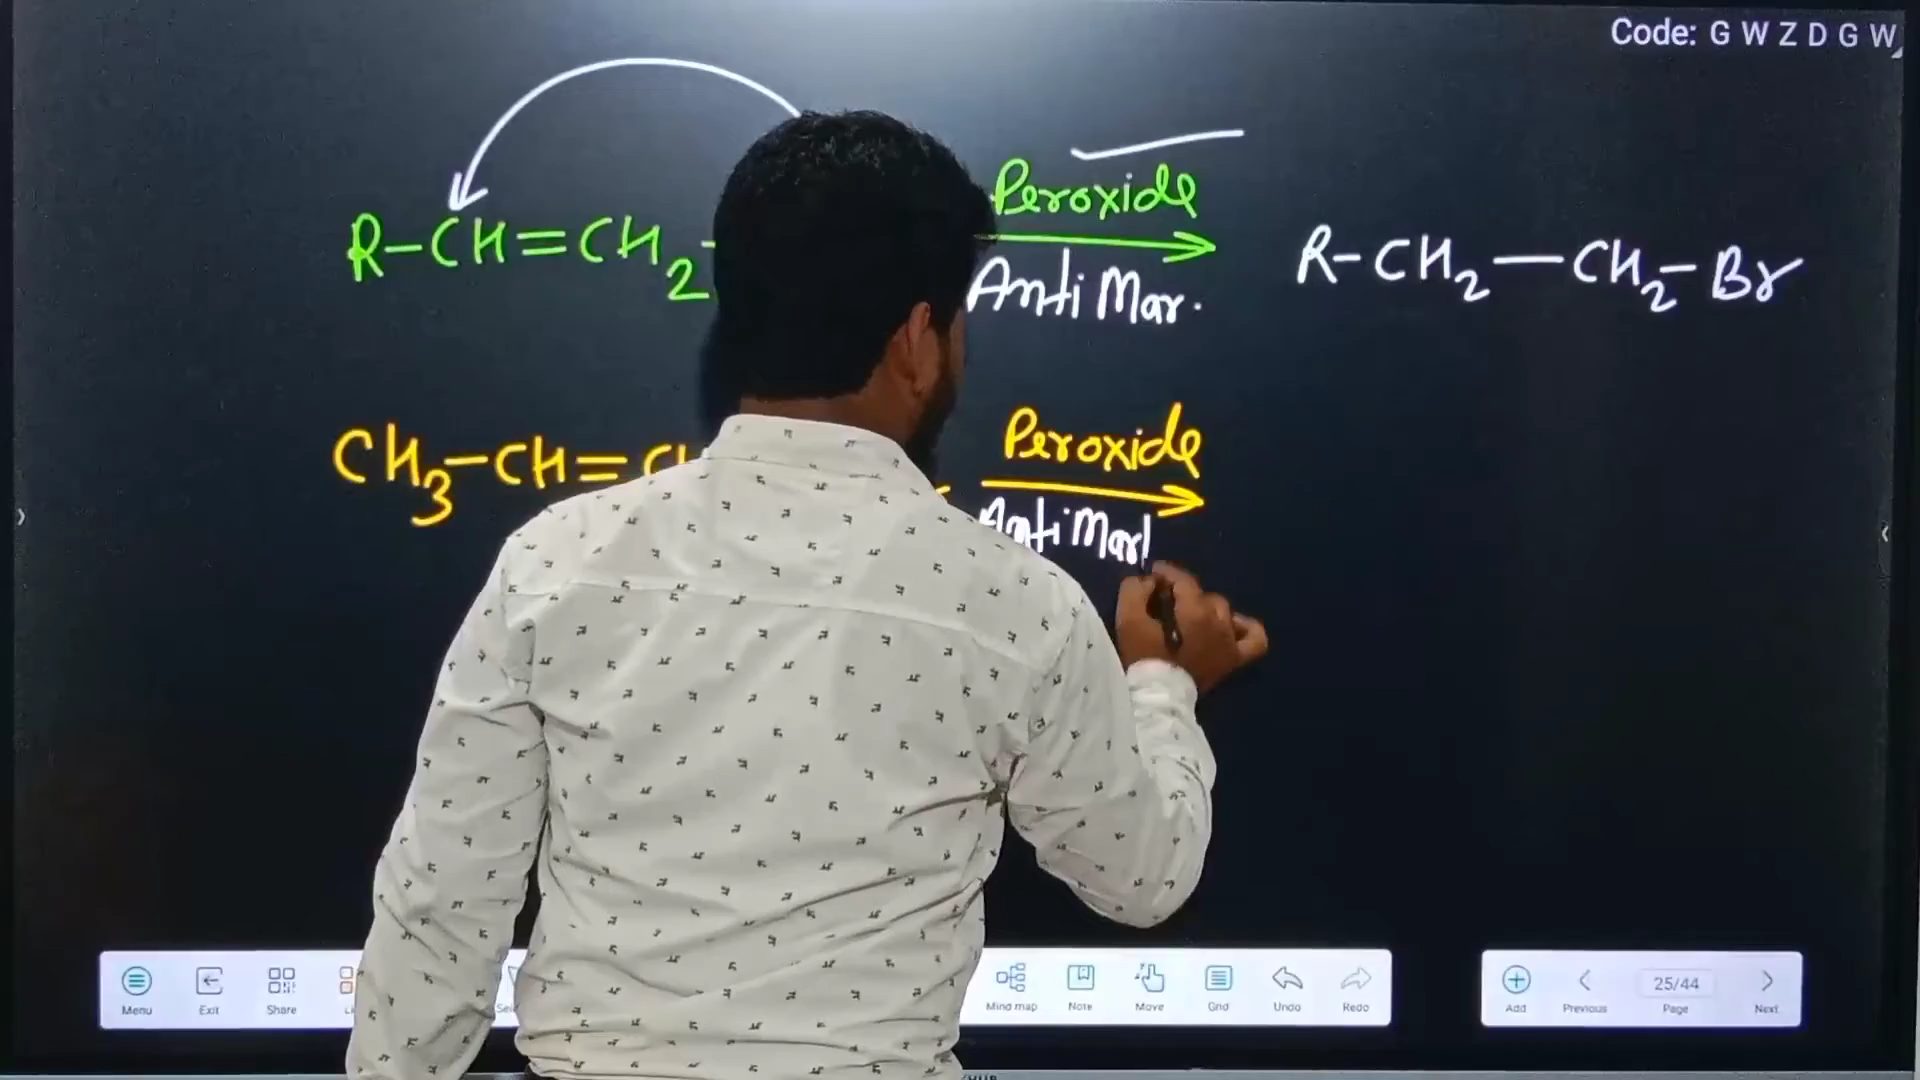 Code: G W Z D G W
Peroxide
R-CH=CH2-
Anti Mar.
R-CH2-CH2-Br
Peroxide
CH3-CH=CH
Anti Mar
Menu Exit Share Mind map Note Move Grid Undo Redo Add Previous 25/44 Page Next